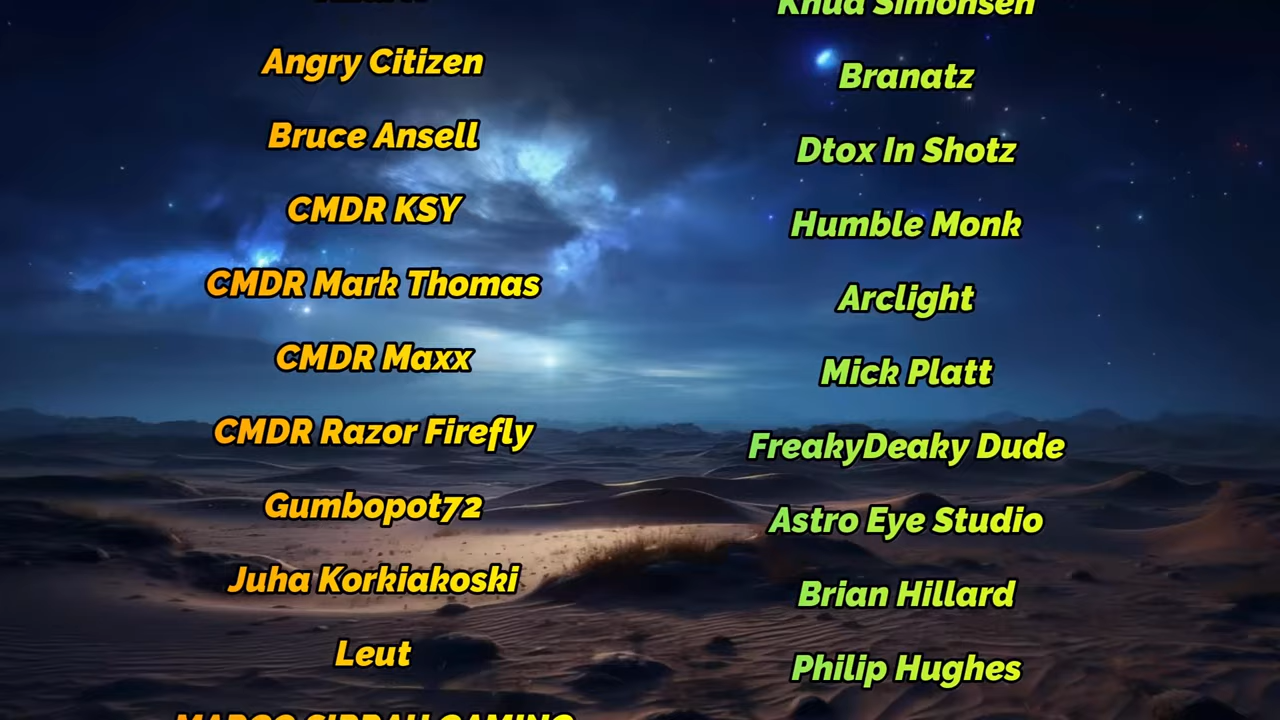 Knud Simonsen
Angry Citizen
Branatz
Bruce Ansell
Dtox In Shotz
CMDR KSY
Humble Monk
CMDR Mark Thomas
Arclight
CMDR Maxx
Mick Platt
CMDR Razor Firefly
FreakyDeaky Dude
Gumbopot72
Astro Eye Studio
Juha Korkiakoski
Brian Hillard
Leut
Philip Hughes